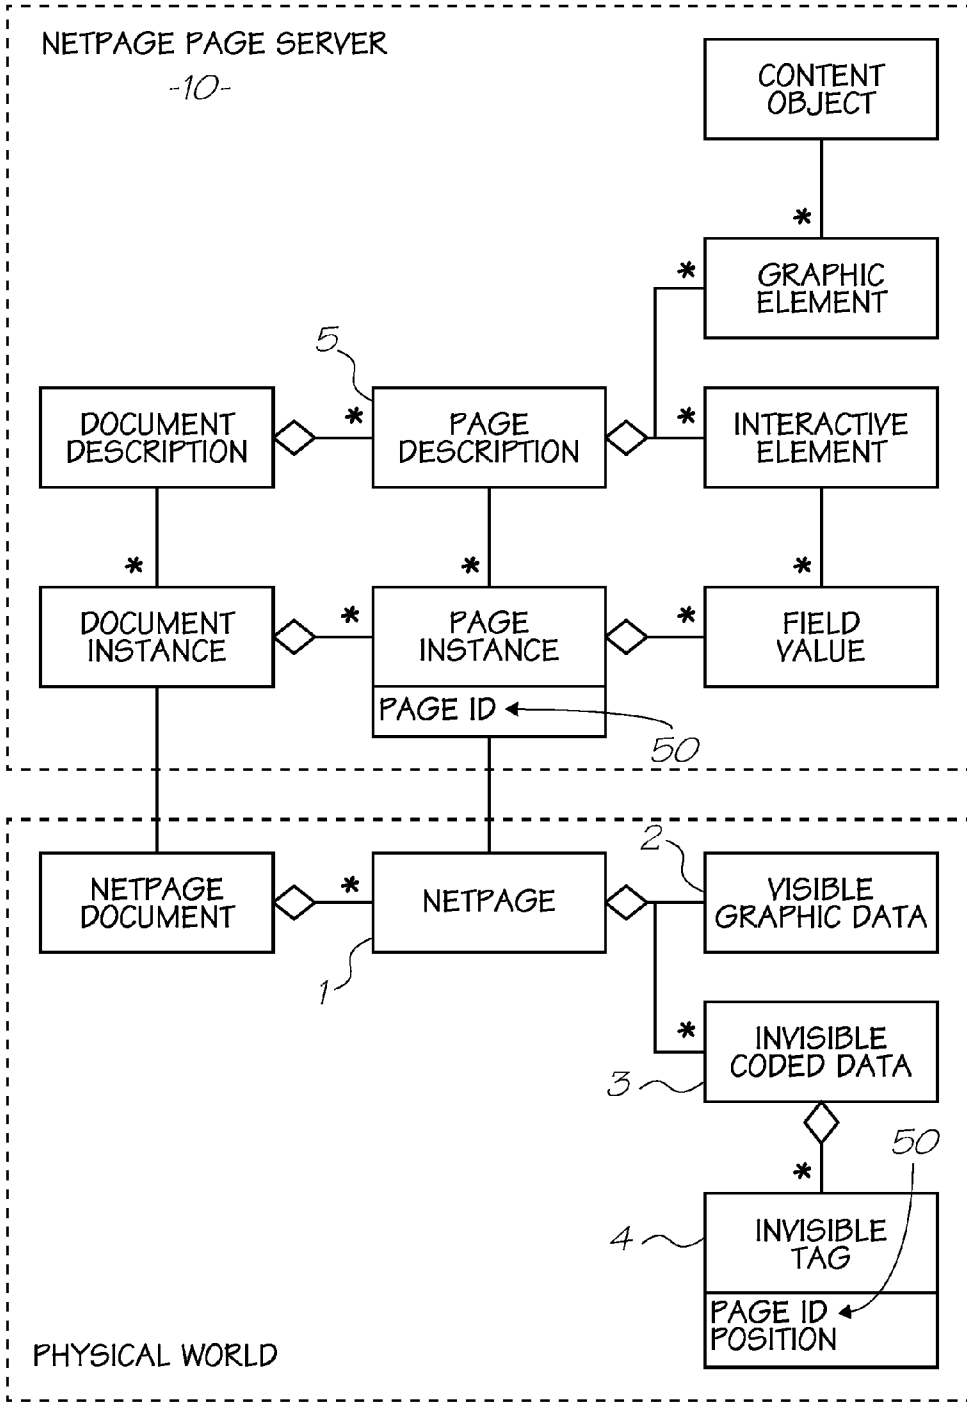 NETPAGE PAGE SERVER
-10-
CONTENT
OBJECT
*
*
GRAPHIC
ELEMENT
5
DOCUMENT
DESCRIPTION
*
PAGE
DESCRIPTION
*
INTERACTIVE
ELEMENT
*
*
*
DOCUMENT
INSTANCE
*
PAGE
INSTANCE
*
FIELD
VALUE
PAGE ID
50
2
NETPAGE
DOCUMENT
*
NETPAGE
VISIBLE
GRAPHIC DATA
1
*
INVISIBLE
CODED DATA
3
50
*
4
INVISIBLE
TAG
PAGE ID
POSITION
PHYSICAL WORLD